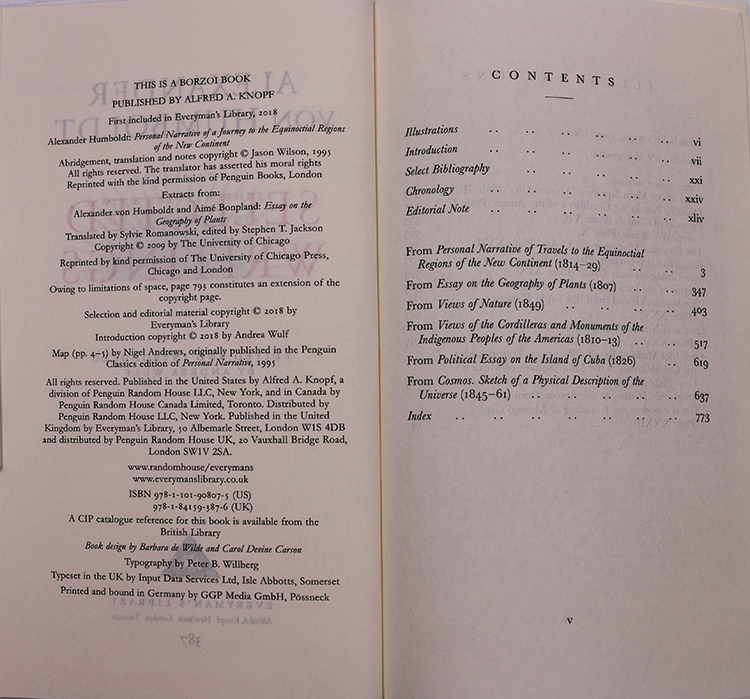 THIS IS A BORZOI BOOK
PUBLISHED BY ALFRED A. KNOPF
First included in Everyman's Library, 2018
Alexander Humboldt: Personal Narrative of a Journey to the Equinoctial Regions
of the New Continent
Abridgement, translation and notes copyright © Jason Wilson, 1995
All rights reserved. The translator has asserted his moral rights
Reprinted with the kind permission of Penguin Books, London
Extracts from:
Alexander von Humboldt and Aimé Bonpland: Essay on the
Geography of Plants
Translated by Sylvie Romanowski, edited by Stephen T. Jackson
Copyright © 2009 by The University of Chicago
Reprinted by kind permission of The University of Chicago Press,
Chicago and London
Owing to limitations of space, page 793 constitutes an extension of the
copyright page.
Selection and editorial material copyright © 2018 by
Everyman's Library
Introduction copyright © 2018 by Andrea Wulf
Map (pp. 4–5) by Nigel Andrews, originally published in the Penguin
Classics edition of Personal Narrative, 1995
All rights reserved. Published in the United States by Alfred A. Knopf, a
division of Penguin Random House LLC, New York, and in Canada by
Penguin Random House Canada Limited, Toronto. Distributed by
Penguin Random House LLC, New York. Published in the United
Kingdom by Everyman's Library, 50 Albemarle Street, London W1S 4DB
and distributed by Penguin Random House UK, 20 Vauxhall Bridge Road,
London SW1V 2SA.
www.randomhouse/everymans
www.everymanslibrary.co.uk
ISBN 978-1-101-90807-5 (US)
978-1-84159-387-6 (UK)
A CIP catalogue reference for this book is available from the
British Library
Book design by Barbara de Wilde and Carol Devine Carson
Typography by Peter B. Willberg
Typeset in the UK by Input Data Services Ltd, Isle Abbotts, Somerset
Printed and bound in Germany by GGP Media GmbH, Pössneck
CONTENTS
Illustrations .. .. .. .. .. .. vi
Introduction .. .. .. .. .. .. vii
Select Bibliography .. .. .. .. .. xxi
Chronology .. .. .. .. .. .. xxiv
Editorial Note .. .. .. .. .. .. xliv
From Personal Narrative of Travels to the Equinoctial
Regions of the New Continent (1814–29) .. .. 3
From Essay on the Geography of Plants (1807) .. .. 347
From Views of Nature (1849) .. .. .. .. 403
From Views of the Cordilleras and Monuments of the
Indigenous Peoples of the Americas (1810–13) .. .. 517
From Political Essay on the Island of Cuba (1826) .. 619
From Cosmos. Sketch of a Physical Description of the
Universe (1845–61) .. .. .. .. .. 637
Index .. .. .. .. .. .. .. 773
v